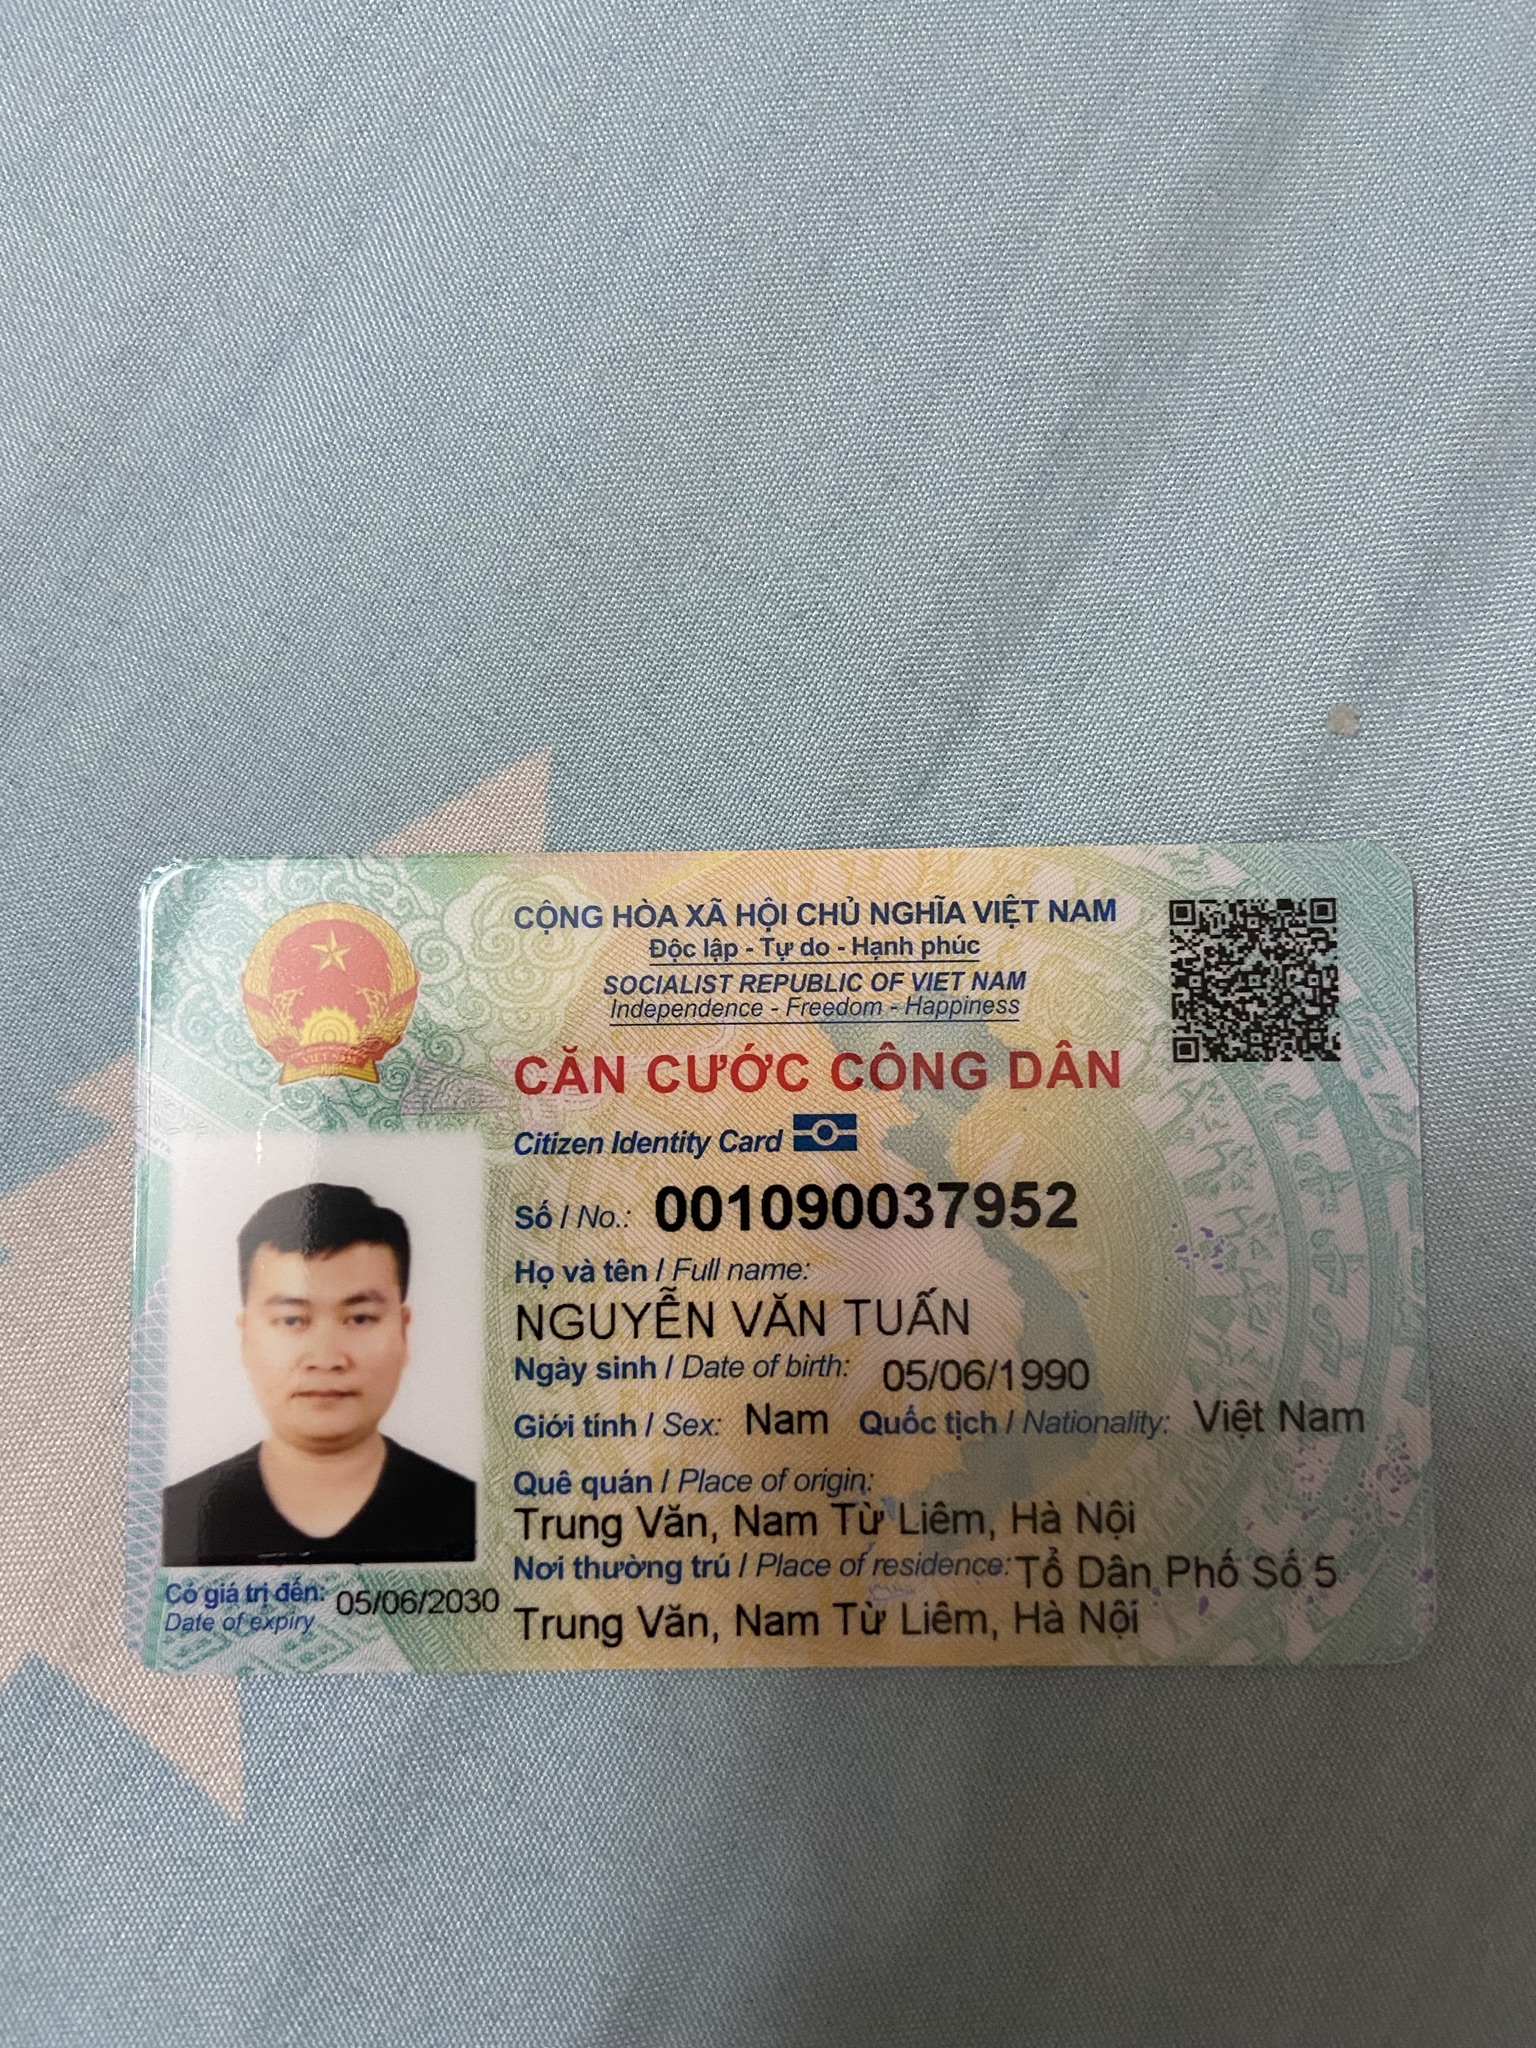 CỘNG HÒA XÃ HỘI CHỦ NGHĨA VIỆT NAM
Độc lập - Tự do - Hạnh phúc
SOCIALIST REPUBLIC OF VIET NAM
Independence - Freedom - Happiness
CĂN CƯỚC CÔNG DÂN
Citizen Identity Card
Số / No.: 001090037952
Họ và tên / Full name:
NGUYỄN VĂN TUẤN
Ngày sinh / Date of birth: 05/06/1990
Giới tính / Sex: Nam Quốc tịch / Nationality: Việt Nam
Quê quán / Place of origin:
Trung Văn, Nam Từ Liêm, Hà Nội
Nơi thường trú / Place of residence: Tổ Dân Phố Số 5
Trung Văn, Nam Từ Liêm, Hà Nội
Có giá trị đến: 05/06/2030
Date of expiry
VIỆT NAM